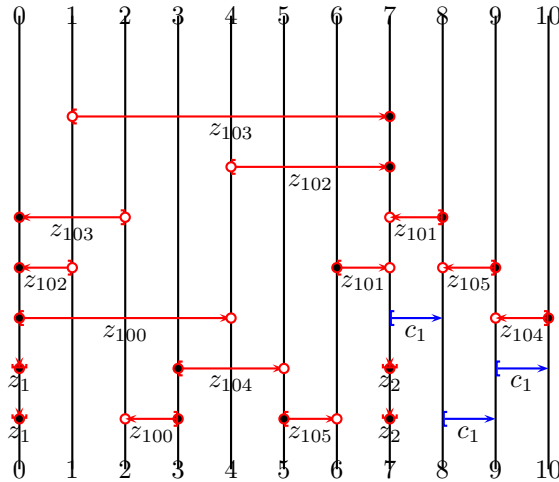 0 1 2 3 4 5 6 7 8 9 10
z103
z102
z103 z101
z102 z101 z105
z100 c1 z104
z1 z104 z2 c1
z1 z100 z105 z2 c1
0 1 2 3 4 5 6 7 8 9 10